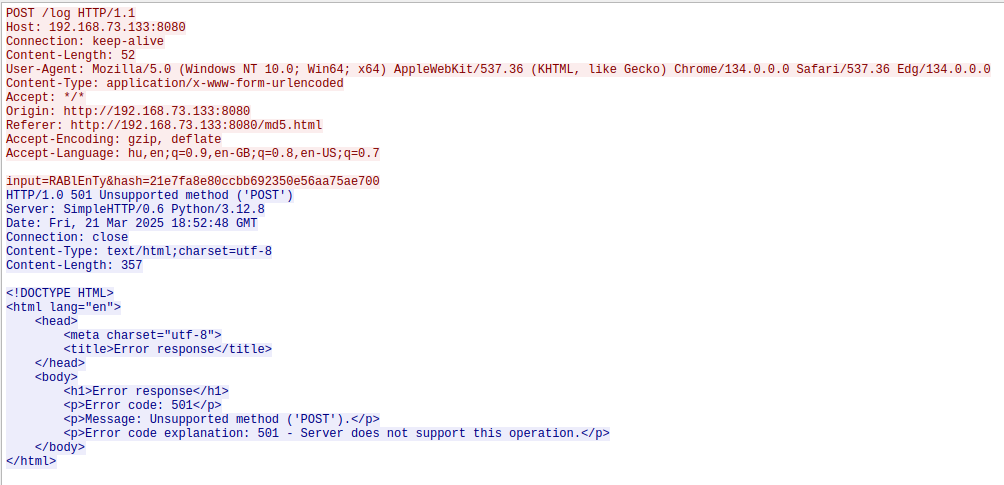 POST /log HTTP/1.1
Host: 192.168.73.133:8080
Connection: keep-alive
Content-Length: 52
User-Agent: Mozilla/5.0 (Windows NT 10.0; Win64; x64) AppleWebKit/537.36 (KHTML, like Gecko) Chrome/134.0.0.0 Safari/537.36 Edg/134.0.0.0
Content-Type: application/x-www-form-urlencoded
Accept: */*
Origin: http://192.168.73.133:8080
Referer: http://192.168.73.133:8080/md5.html
Accept-Encoding: gzip, deflate
Accept-Language: hu,en;q=0.9,en-GB;q=0.8,en-US;q=0.7
input=RABlEnTy&hash=21e7fa8e80ccbb692350e56aa75ae700
HTTP/1.0 501 Unsupported method ('POST')
Server: SimpleHTTP/0.6 Python/3.12.8
Date: Fri, 21 Mar 2025 18:52:48 GMT
Connection: close
Content-Type: text/html;charset=utf-8
Content-Length: 357
<!DOCTYPE HTML>
<html lang="en">
    <head>
        <meta charset="utf-8">
        <title>Error response</title>
    </head>
    <body>
        <h1>Error response</h1>
        <p>Error code: 501</p>
        <p>Message: Unsupported method ('POST').</p>
        <p>Error code explanation: 501 - Server does not support this operation.</p>
    </body>
</html>